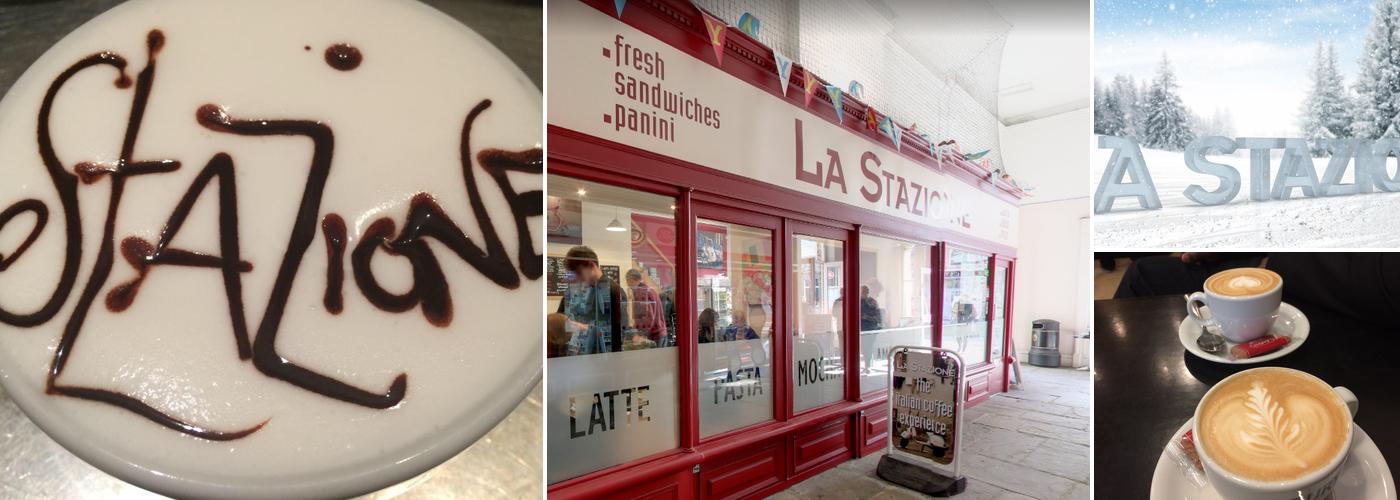 StAZIONE
▪fresh
sandwiches
▪panini
LA STAZIONE
LATTE
PASTA
MOCHA
LA STAZIONE
the
italian coffee
experience
A STAZIO